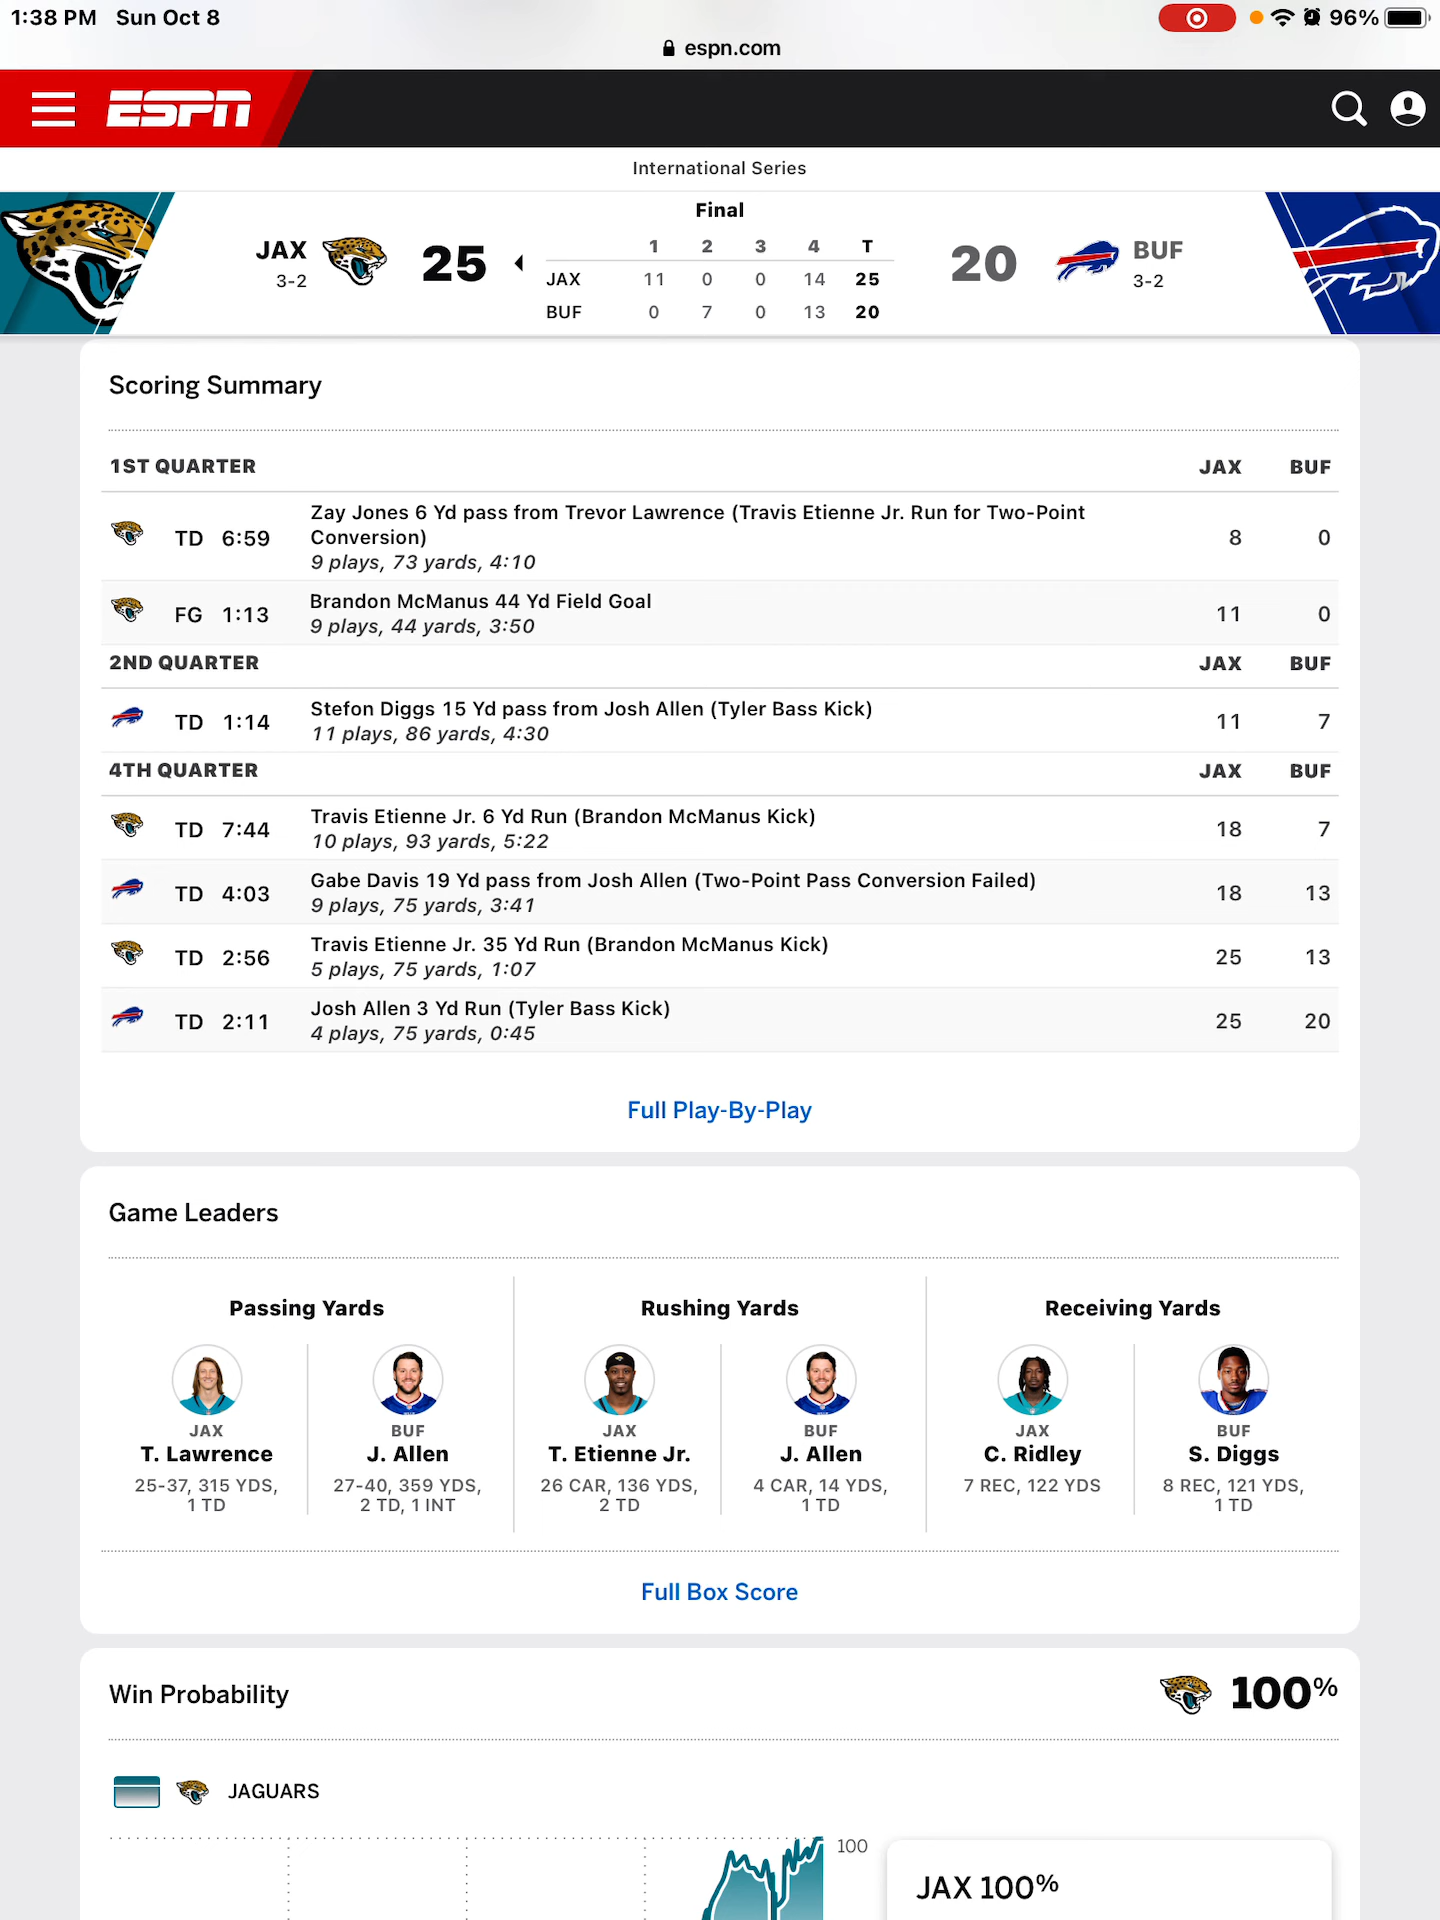 1:38 PM Sun Oct 8 96%
espn.com
ESPN
International Series
Final
JAX 3-2 25
1 2 3 4 T
JAX 11 0 0 14 25
BUF 0 7 0 13 20
20 BUF 3-2
Scoring Summary
1ST QUARTER JAX BUF
TD 6:59 Zay Jones 6 Yd pass from Trevor Lawrence (Travis Etienne Jr. Run for Two-Point
Conversion) 8 0
9 plays, 73 yards, 4:10
FG 1:13 Brandon McManus 44 Yd Field Goal 11 0
9 plays, 44 yards, 3:50
2ND QUARTER JAX BUF
TD 1:14 Stefon Diggs 15 Yd pass from Josh Allen (Tyler Bass Kick) 11 7
11 plays, 86 yards, 4:30
4TH QUARTER JAX BUF
TD 7:44 Travis Etienne Jr. 6 Yd Run (Brandon McManus Kick) 18 7
10 plays, 93 yards, 5:22
TD 4:03 Gabe Davis 19 Yd pass from Josh Allen (Two-Point Pass Conversion Failed) 18 13
9 plays, 75 yards, 3:41
TD 2:56 Travis Etienne Jr. 35 Yd Run (Brandon McManus Kick) 25 13
5 plays, 75 yards, 1:07
TD 2:11 Josh Allen 3 Yd Run (Tyler Bass Kick) 25 20
4 plays, 75 yards, 0:45
Full Play-By-Play
Game Leaders
Passing Yards Rushing Yards Receiving Yards
JAX BUF JAX BUF JAX BUF
T. Lawrence J. Allen T. Etienne Jr. J. Allen C. Ridley S. Diggs
25-37, 315 YDS, 27-40, 359 YDS, 26 CAR, 136 YDS, 4 CAR, 14 YDS, 7 REC, 122 YDS 8 REC, 121 YDS,
1 TD 2 TD, 1 INT 2 TD 1 TD 1 TD
Full Box Score
Win Probability 100%
JAGUARS
100
JAX 100%